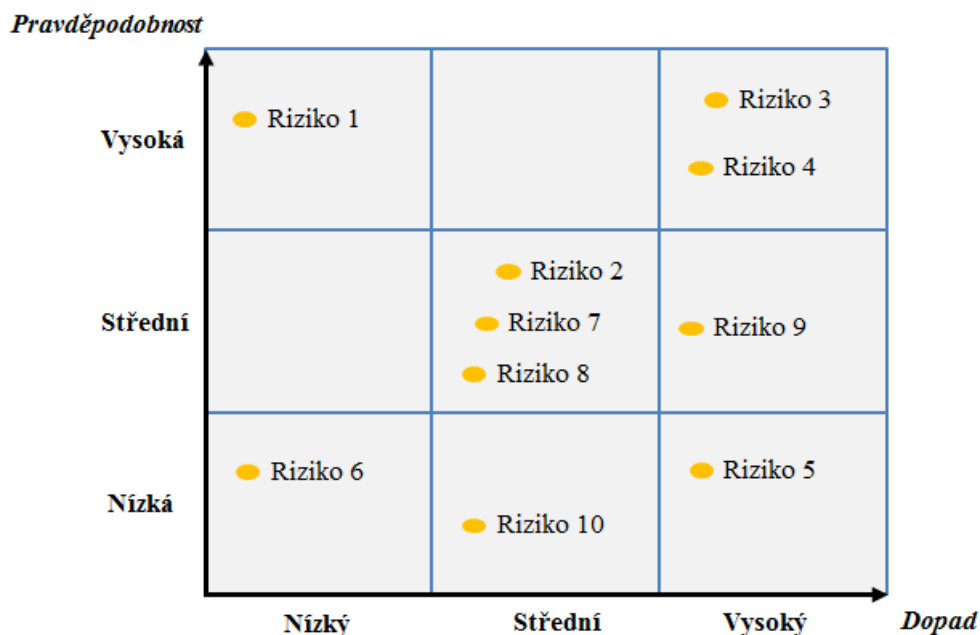 Pravděpodobnost
Vysoká
Riziko 1
Riziko 3
Riziko 4
Střední
Riziko 2
Riziko 7
Riziko 8
Riziko 9
Nízká
Riziko 6
Riziko 10
Riziko 5
Nízký
Střední
Vysoký
Dopad